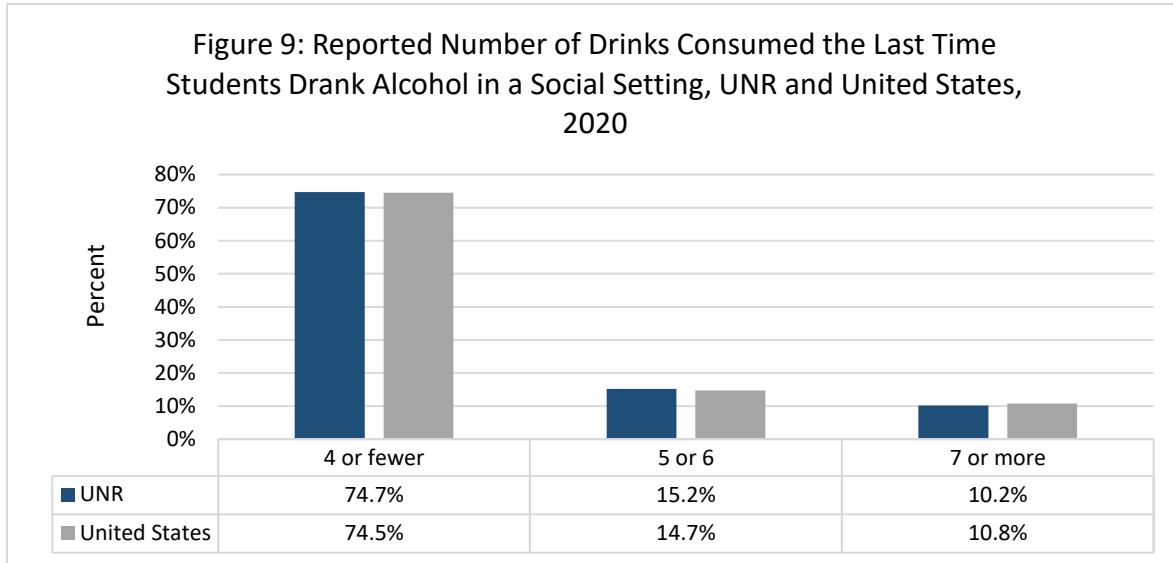 Figure 9: Reported Number of Drinks Consumed the Last Time
Students Drank Alcohol in a Social Setting, UNR and United States,
2020
80%
70%
60%
50%
40%
30%
20%
10%
0%
Percent
4 or fewer 5 or 6 7 or more
UNR 74.7% 15.2% 10.2%
United States 74.5% 14.7% 10.8%